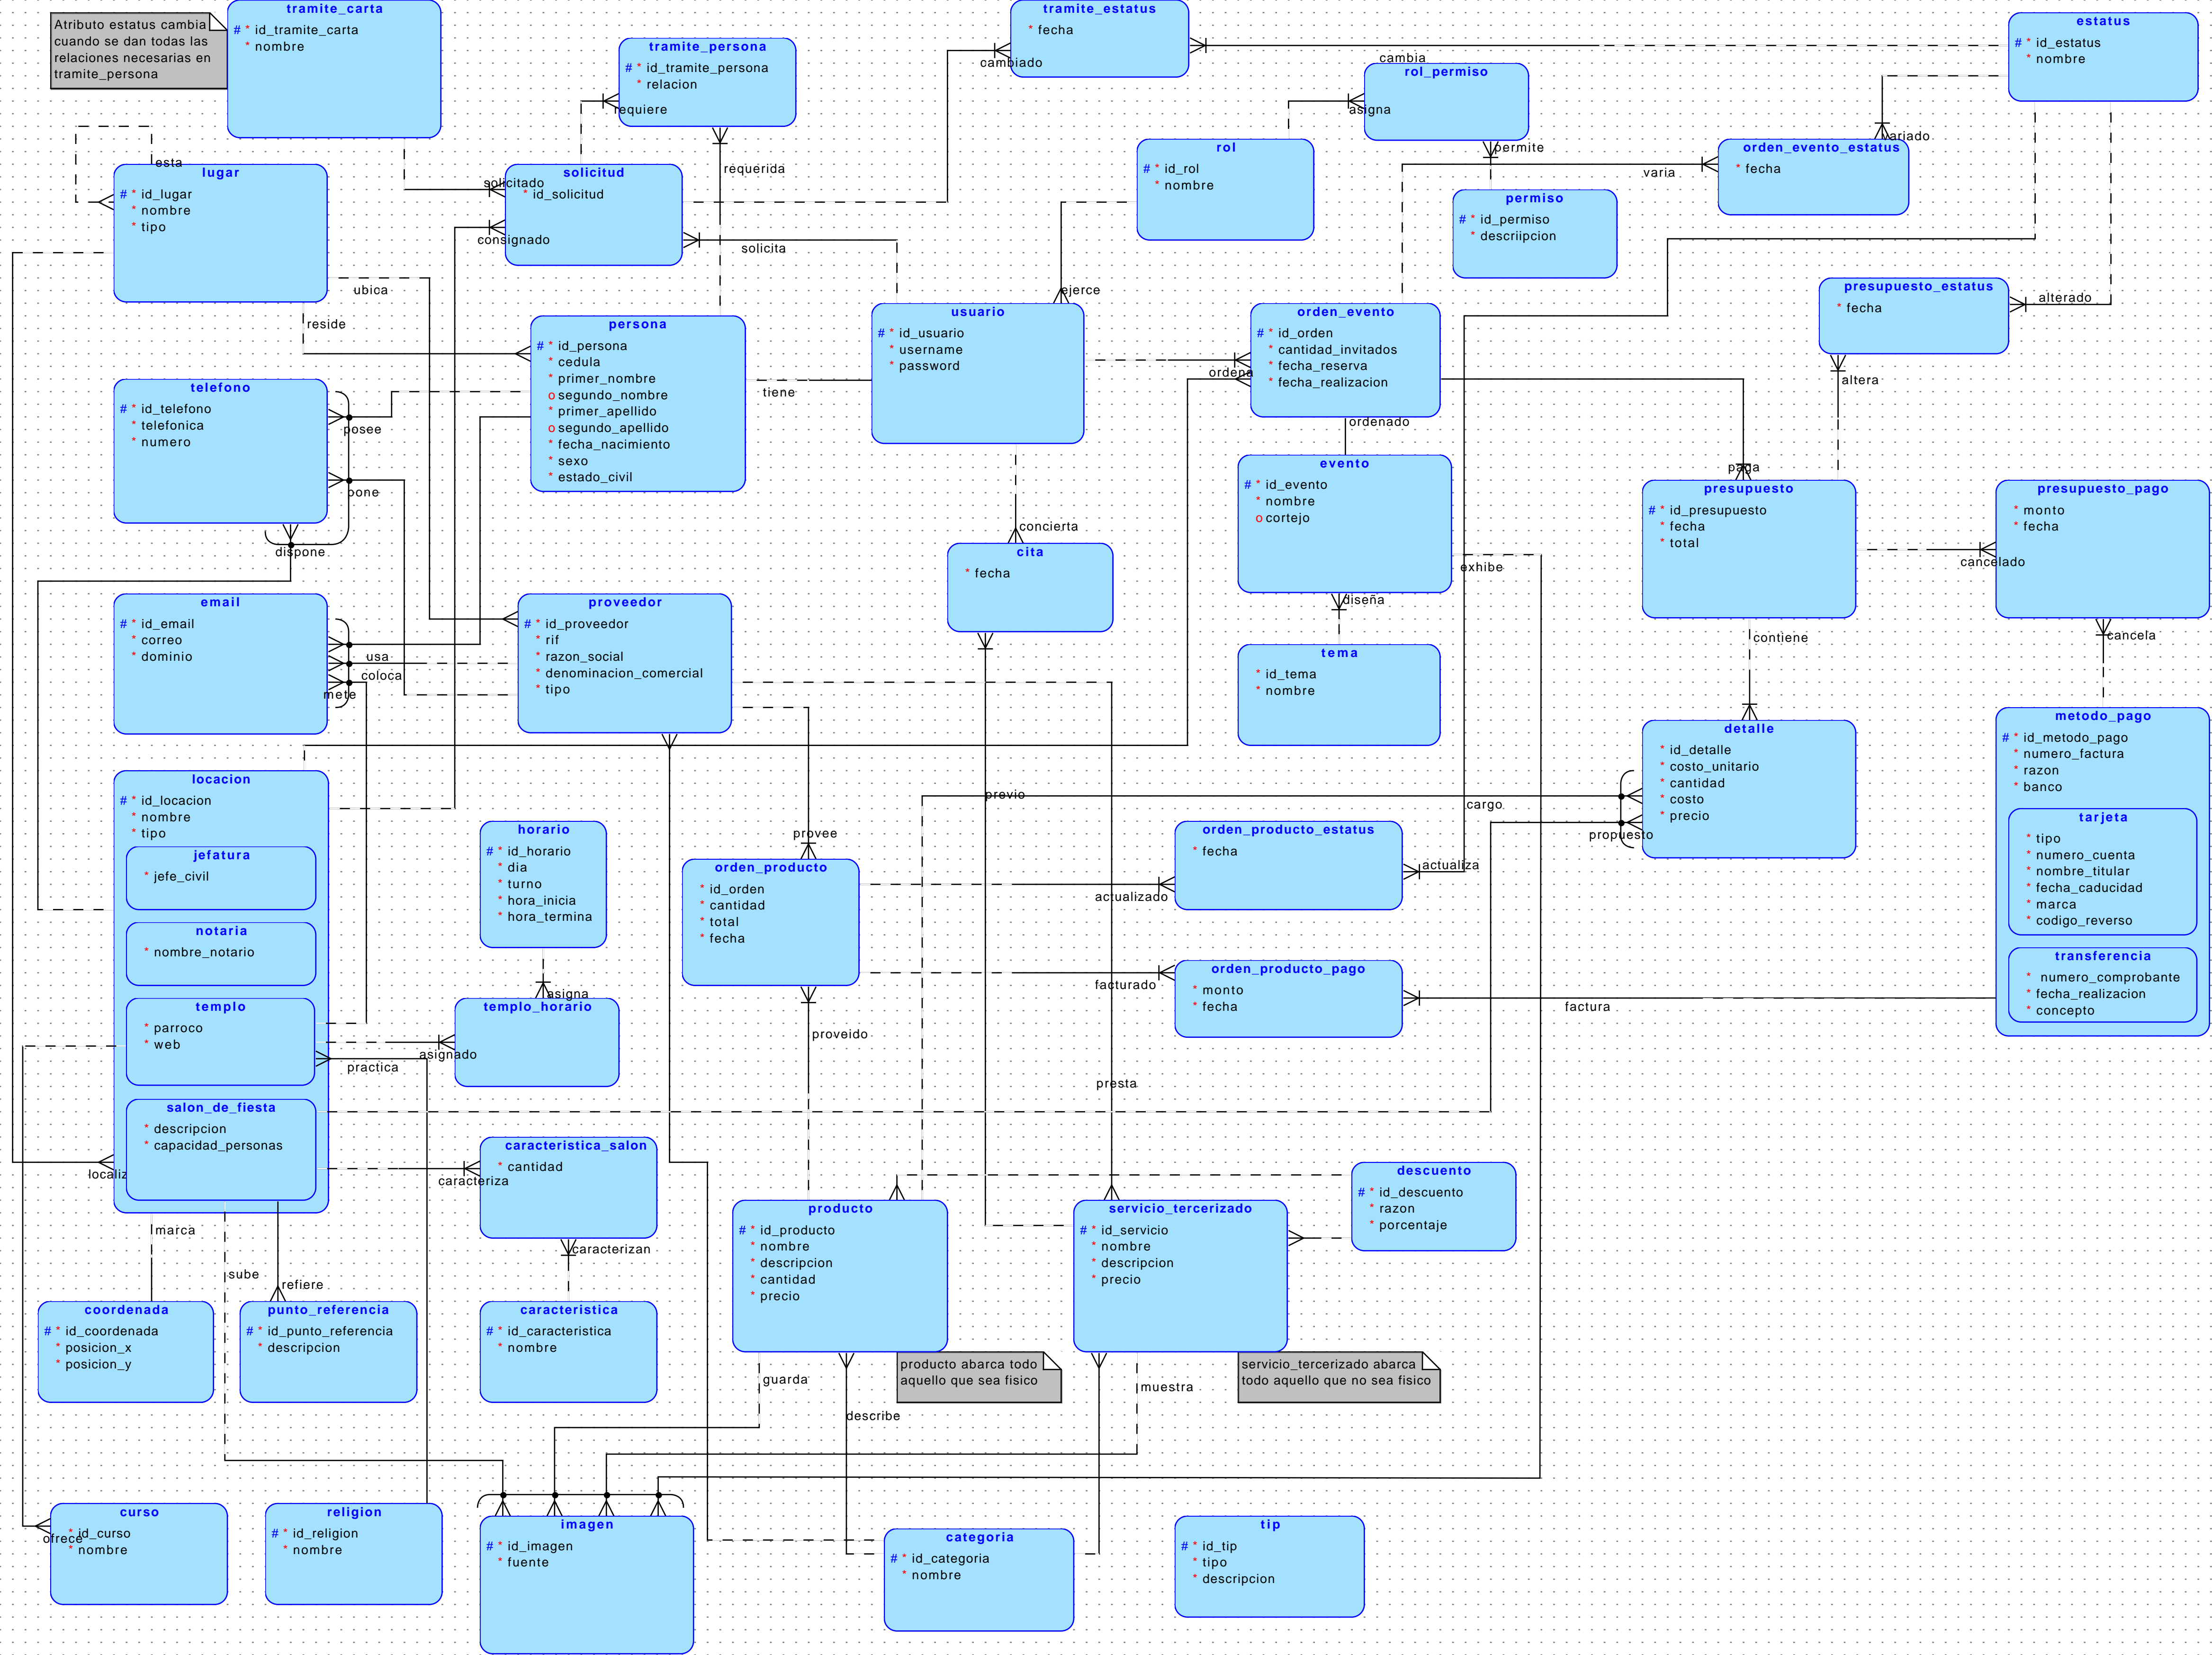 Atributo estatus cambia
cuando se dan todas las
relaciones necesarias en
tramite_persona
tramite_carta
# * id_tramite_carta
* nombre
tramite_persona
# * id_tramite_persona
* relacion
requiere
requerida
tramite_estatus
* fecha
cambiado
cambia
estatus
# * id_estatus
* nombre
rol_permiso
asigna
permite
variado
orden_evento_estatus
* fecha
varia
rol
# * id_rol
* nombre
permiso
# * id_permiso
* descriipcion
esta
lugar
# * id_lugar
* nombre
* tipo
solicitado
solicitud
* id_solicitud
consignado
solicita
ubica
reside
ejerce
persona
# * id_persona
* cedula
* primer_nombre
o segundo_nombre
* primer_apellido
o segundo_apellido
* fecha_nacimiento
* sexo
* estado_civil
tiene
usuario
# * id_usuario
* username
* password
ordena
orden_evento
# * id_orden
* cantidad_invitados
* fecha_reserva
* fecha_realizacion
ordenado
presupuesto_estatus
* fecha
alterado
altera
telefono
# * id_telefono
* telefonica
* numero
posee
pone
dispone
evento
# * id_evento
* nombre
o cortejo
exhibe
diseña
paga
presupuesto
# * id_presupuesto
* fecha
* total
cancelado
presupuesto_pago
* monto
* fecha
cancela
contiene
concierta
cita
* fecha
email
# * id_email
* correo
* dominio
usa
coloca
mete
proveedor
# * id_proveedor
* rif
* razon_social
* denominacion_comercial
* tipo
tema
* id_tema
* nombre
detalle
* id_detalle
* costo_unitario
* cantidad
* costo
* precio
cargo
propuesto
metodo_pago
# * id_metodo_pago
* numero_factura
* razon
* banco
tarjeta
* tipo
* numero_cuenta
* nombre_titular
* fecha_caducidad
* marca
* codigo_reverso
transferencia
* numero_comprobante
* fecha_realizacion
* concepto
locacion
# * id_locacion
* nombre
* tipo
jefatura
* jefe_civil
notaria
* nombre_notario
templo
* parroco
* web
salon_de_fiesta
* descripcion
* capacidad_personas
localiz
horario
# * id_horario
* dia
* turno
* hora_inicia
* hora_termina
asigna
templo_horario
asignado
practica
previo
provee
orden_producto
* id_orden
* cantidad
* total
* fecha
proveido
orden_producto_estatus
* fecha
actualizado
actualiza
orden_producto_pago
* monto
* fecha
facturado
factura
presta
caracteristica_salon
* cantidad
caracteriza
caracterizan
caracteristica
# * id_caracteristica
* nombre
marca
sube
refiere
coordenada
# * id_coordenada
* posicion_x
* posicion_y
punto_referencia
# * id_punto_referencia
* descripcion
producto
# * id_producto
* nombre
* descripcion
* cantidad
* precio
servicio_tercerizado
# * id_servicio
* nombre
* descripcion
* precio
descuento
# * id_descuento
* razon
* porcentaje
producto abarca todo
aquello que sea fisico
servicio_tercerizado abarca
todo aquello que no sea fisico
guarda
describe
muestra
ofrece
curso
* id_curso
* nombre
religion
# * id_religion
* nombre
imagen
# * id_imagen
* fuente
categoria
# * id_categoria
* nombre
tip
# * id_tip
* tipo
* descripcion